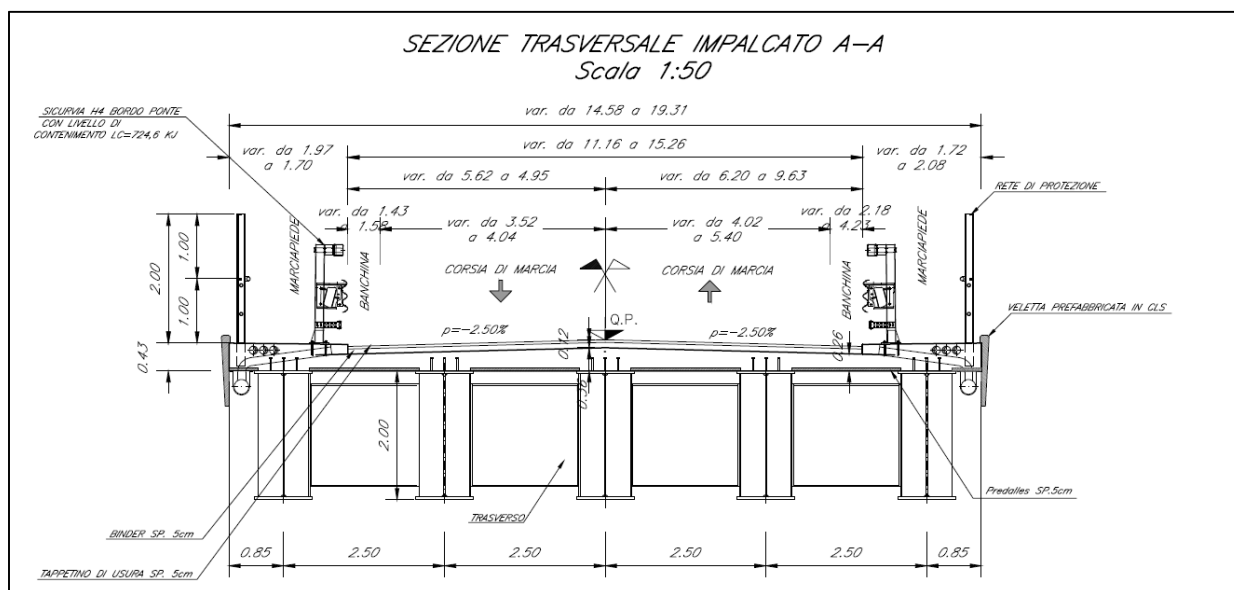 SEZIONE TRASVERSALE IMPALCATO A-A
Scala 1:50
SICURVIA H4 BORDO PONTE
CON LIVELLO DI
CONTENIMENTO LC=724,6 KJ
var. da 14.58 a 19.31
var. da 1.97
a 1.70
var. da 11.16 a 15.26
var. da 1.72
a 2.08
var. da 5.62 a 4.95
var. da 6.20 a 9.63
RETE DI PROTEZIONE
var. da 1.43
a 1.58
var. da 3.52
a 4.04
var. da 4.02
a 5.40
var. da 2.18
a 4.23
MARCIAPIEDE
BANCHINA
CORSIA DI MARCIA
CORSIA DI MARCIA
BANCHINA
MARCIAPIEDE
2.00
1.00
1.00
0.43
VELETTA PREFABBRICATA IN CLS
p=-2.50%
Q.P.
p=-2.50%
0.12
0.26
2.00
Predalles SP.5cm
TRASVERSO
BINDER SP. 5cm
TAPPETINO DI USURA SP. 5cm
0.85
2.50
2.50
2.50
2.50
0.85